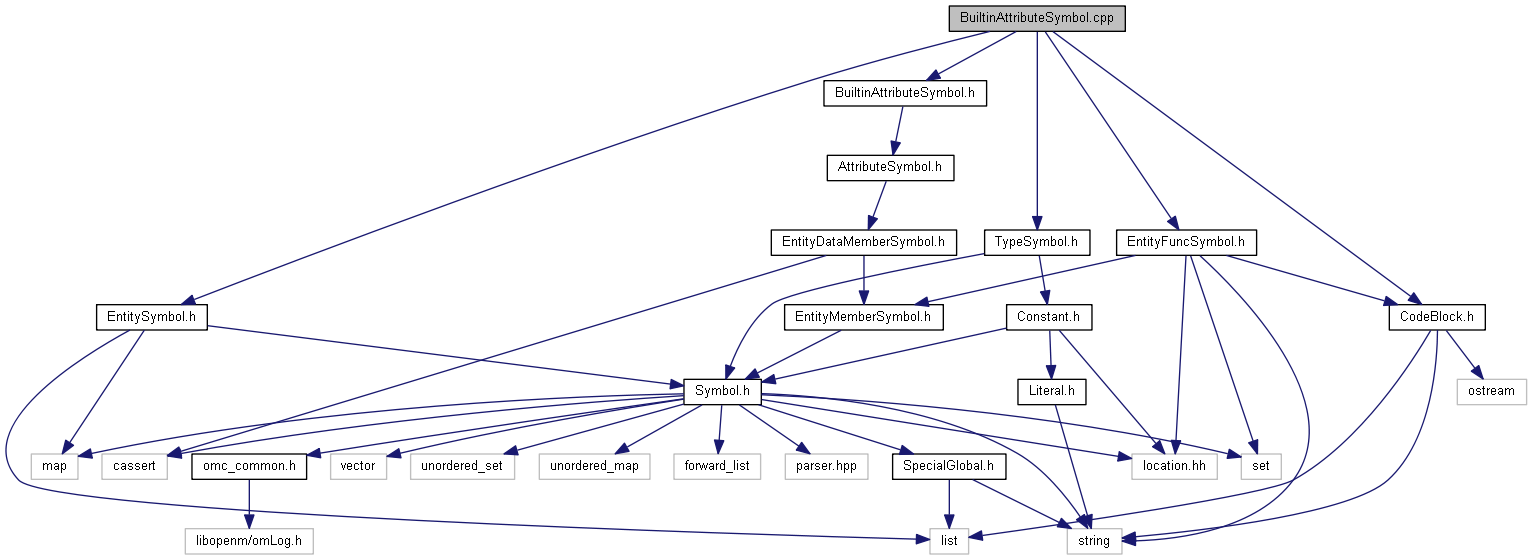 BuiltinAttributeSymbol.cpp
BuiltinAttributeSymbol.h
AttributeSymbol.h
EntityDataMemberSymbol.h
TypeSymbol.h
EntityFuncSymbol.h
EntitySymbol.h
EntityMemberSymbol.h
Constant.h
CodeBlock.h
Symbol.h
Literal.h
ostream
map
cassert
omc_common.h
vector
unordered_set
unordered_map
forward_list
parser.hpp
SpecialGlobal.h
location.hh
set
libopenm/omLog.h
list
string